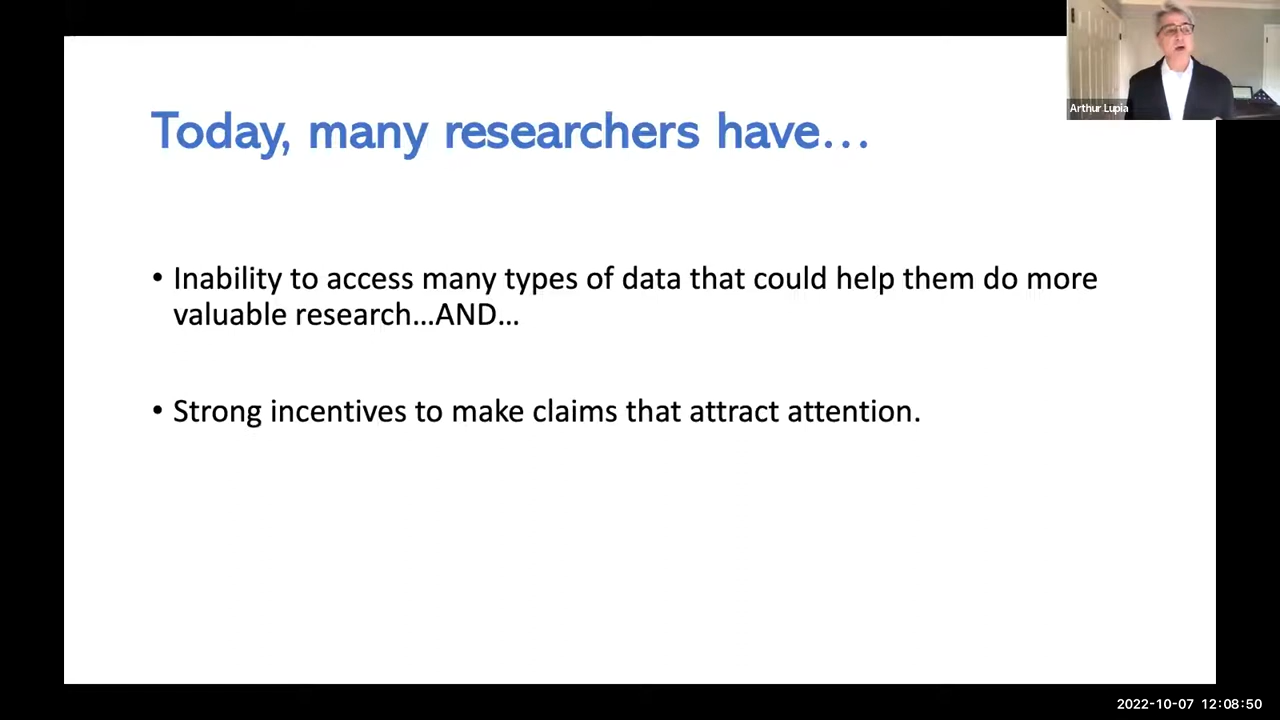 Today, many researchers have…
• Inability to access many types of data that could help them do more
valuable research…AND…
• Strong incentives to make claims that attract attention.
Arthur Lupia
2022-10-07 12:08:50